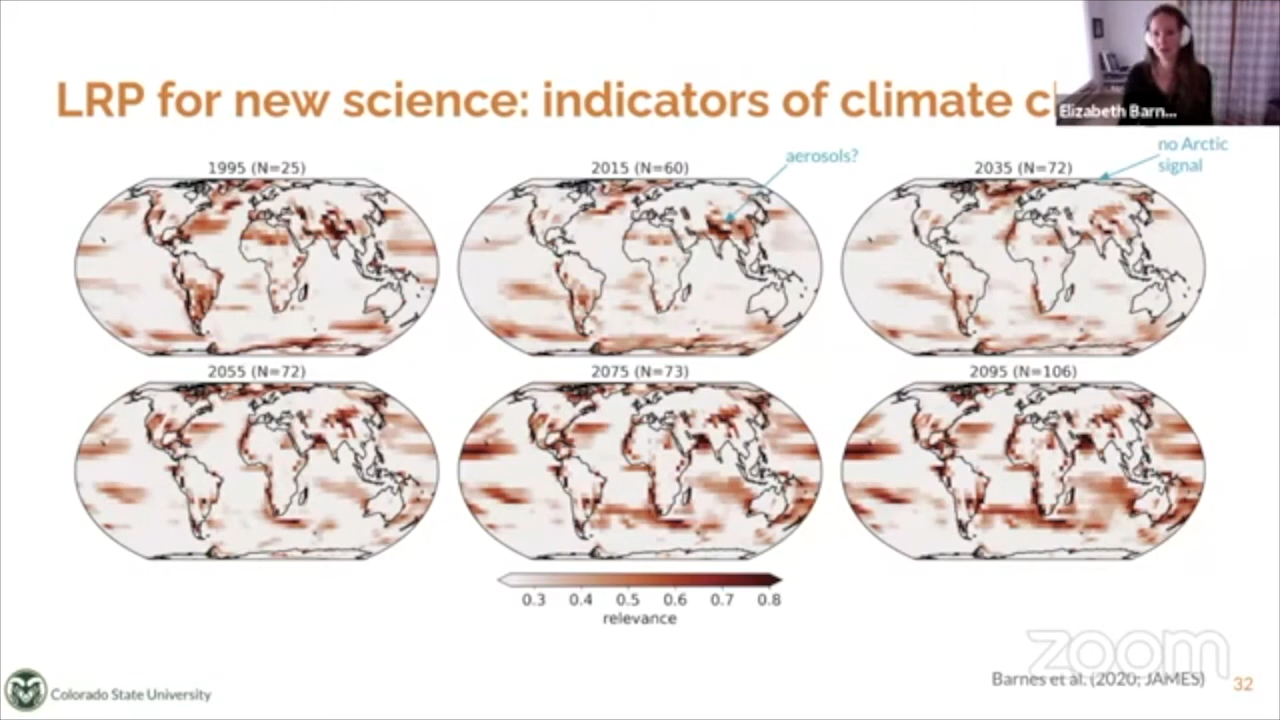 LRP for new science: indicators of climate c
Elizabeth Barn...
no Arctic
signal
aerosols?
1995 (N=25)
2015 (N=60)
2035 (N=72)
2055 (N=72)
2075 (N=73)
2095 (N=106)
0.3 0.4 0.5 0.6 0.7 0.8
relevance
zoom
Barnes et al. (2020; JAMES)
32
Colorado State University